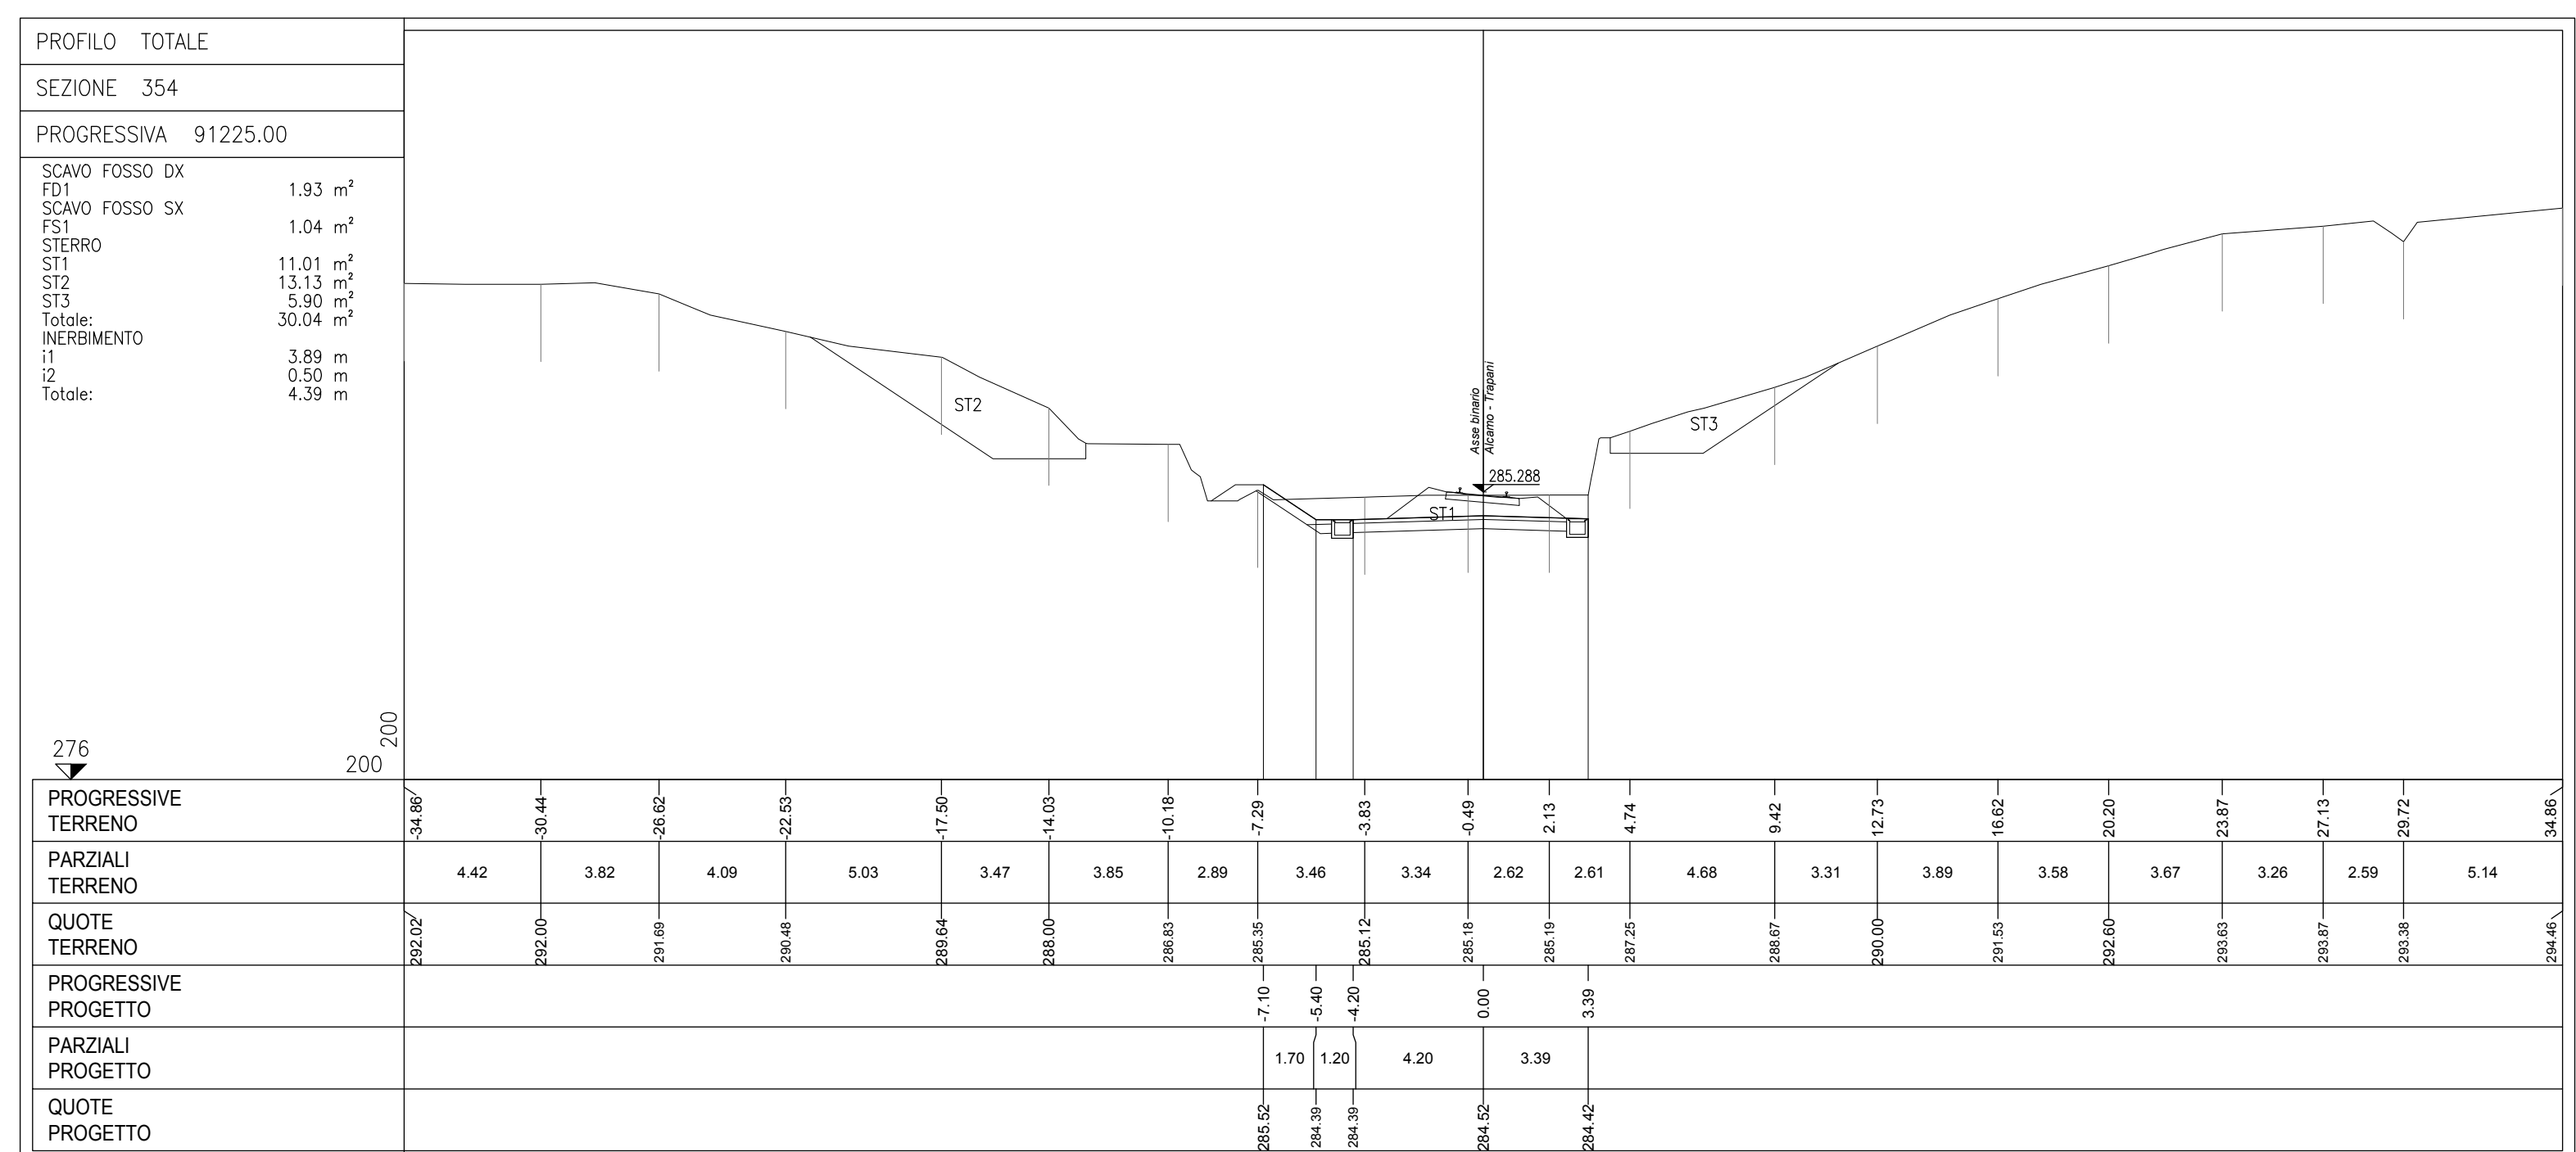 PROFILO TOTALE
SEZIONE 354
PROGRESSIVA 91225.00
SCAVO FOSSO DX
FD1 1.93 m²
SCAVO FOSSO SX
FS1 1.04 m²
STERRO
ST1 11.01 m²
ST2 13.13 m²
ST3 5.90 m²
Totale: 30.04 m²
INERBIMENTO
i1 3.89 m
i2 0.50 m
Totale: 4.39 m
Asse binario
Alcamo - Trapani
285.288
ST2
ST3
ST1
276
200
200
PROGRESSIVE
TERRENO
-34.86 -30.44 -26.62 -22.53 -17.50 -14.03 -10.18 -7.29 -3.83 -0.49 2.13 4.74 9.42 12.73 16.62 20.20 23.87 27.13 29.72 34.86
PARZIALI
TERRENO
4.42 3.82 4.09 5.03 3.47 3.85 2.89 3.46 3.34 2.62 2.61 4.68 3.31 3.89 3.58 3.67 3.26 2.59 5.14
QUOTE
TERRENO
292.02 292.00 291.69 290.48 289.64 288.00 286.83 285.35 285.12 285.18 285.19 287.25 288.67 290.00 291.53 292.60 293.63 293.87 293.38 294.46
PROGRESSIVE
PROGETTO
-7.10 -5.40 -4.20 0.00 3.39
PARZIALI
PROGETTO
1.70 1.20 4.20 3.39
QUOTE
PROGETTO
285.52 284.39 284.39 284.52 284.42